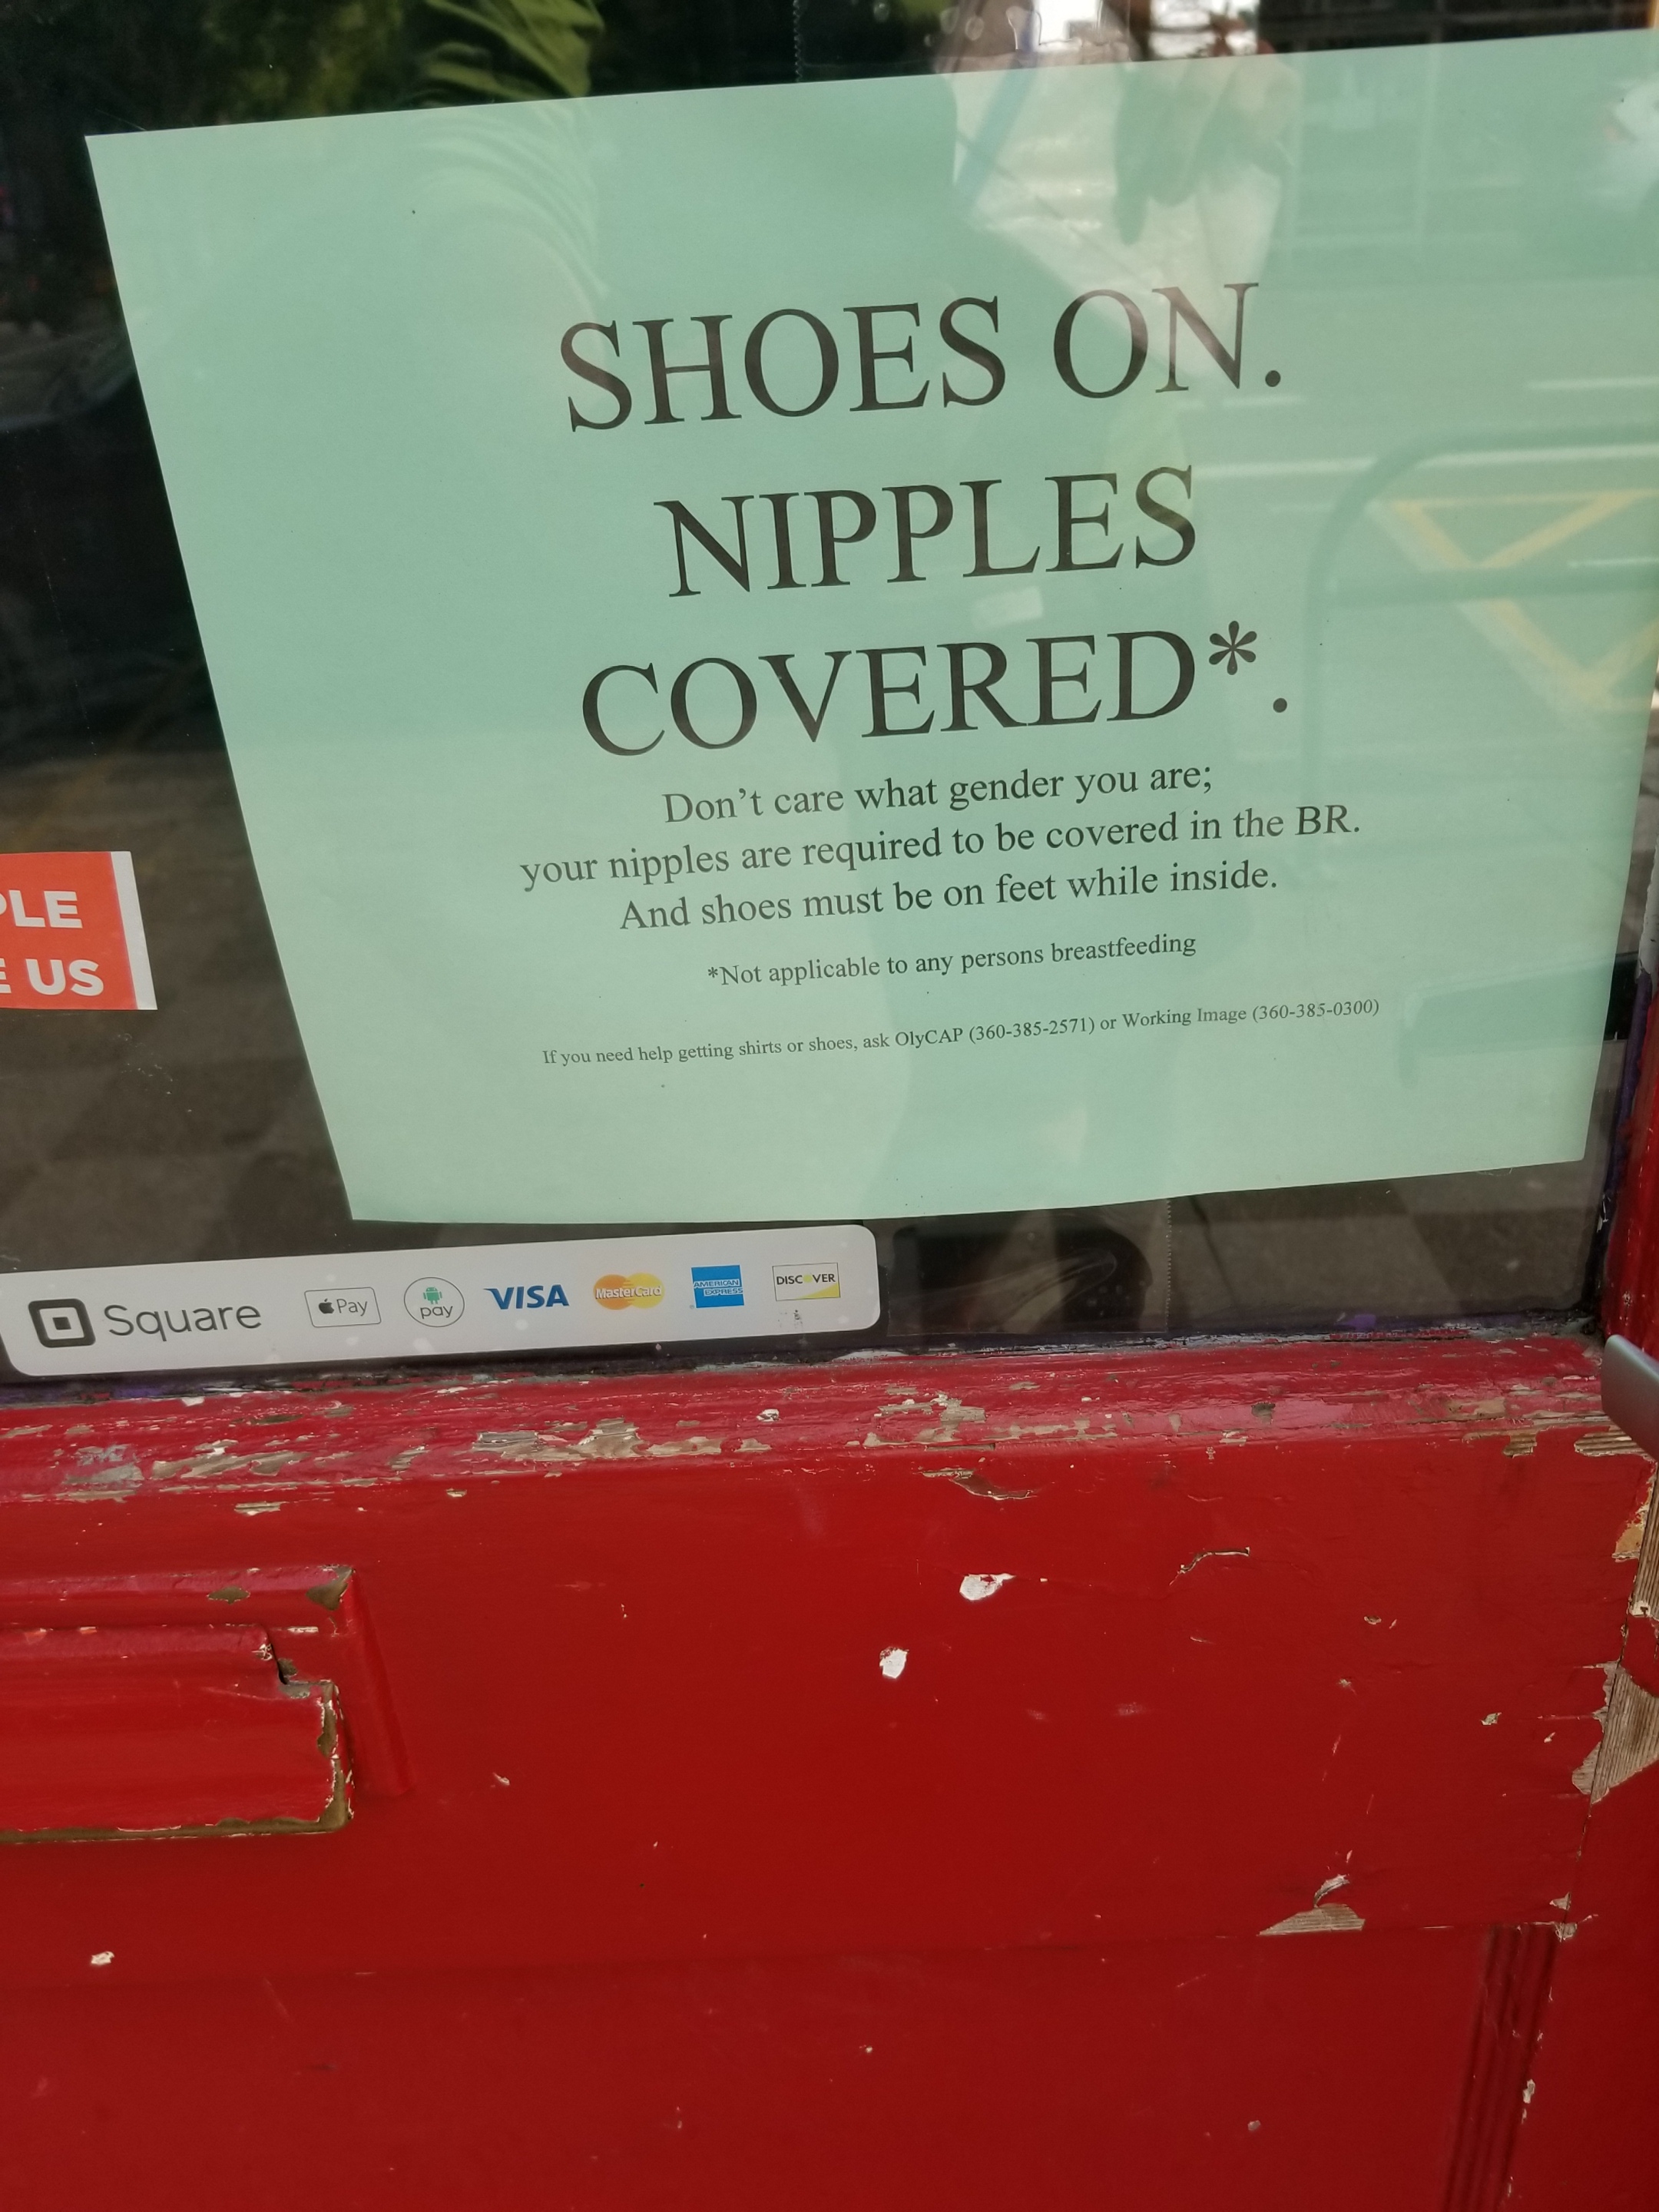 SHOES ON.
NIPPLES
COVERED*.
Don't care what gender you are;
your nipples are required to be covered in the BR.
And shoes must be on feet while inside.
*Not applicable to any persons breastfeeding
If you need help getting shirts or shoes, ask OlyCAP (360-385-2571) or Working Image (360-385-0300)
PLE
E US
Square Pay pay VISA MasterCard AMERICAN EXPRESS DISCOVER